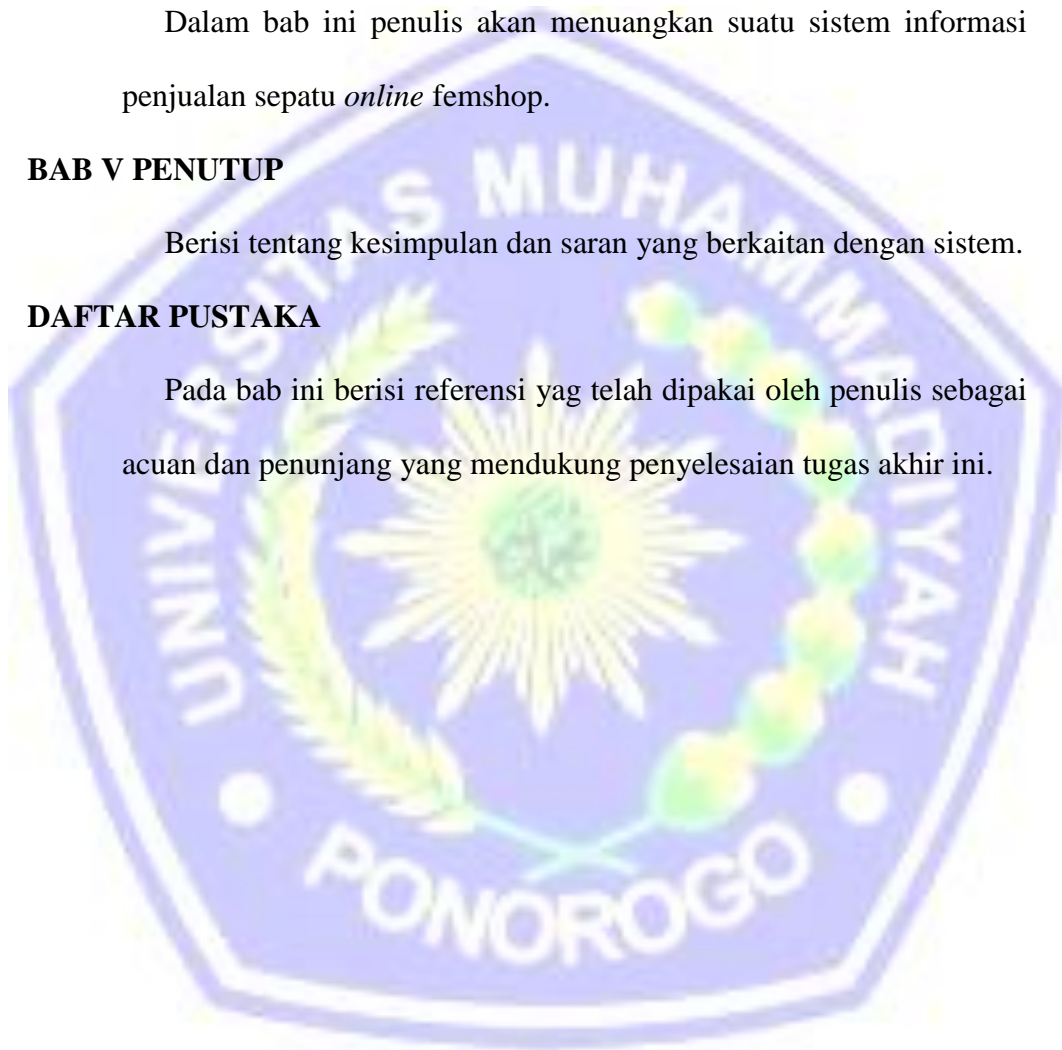 Dalam bab ini penulis akan menuangkan suatu sistem informasi
penjualan sepatu online femshop.
BAB V PENUTUP
Berisi tentang kesimpulan dan saran yang berkaitan dengan sistem.
DAFTAR PUSTAKA
Pada bab ini berisi referensi yag telah dipakai oleh penulis sebagai
acuan dan penunjang yang mendukung penyelesaian tugas akhir ini.
UNIVERSITAS MUHAMMADIYAH
PONOROGO